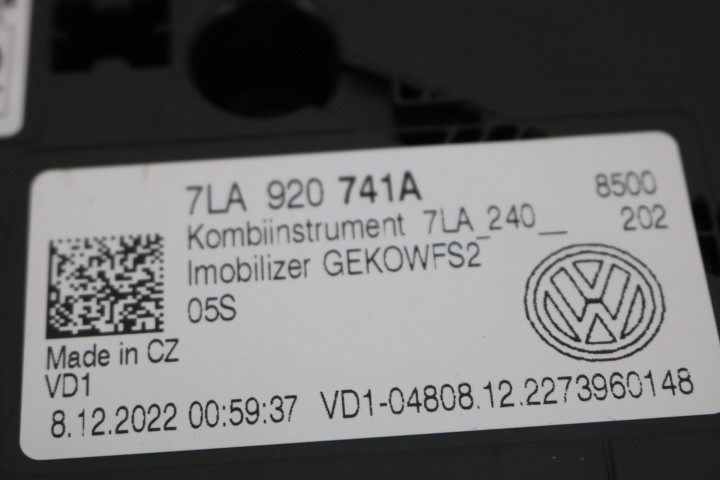 7LA 920 741A 8500
Kombiinstrument 7LA_240__ 202
Imobilizer GEKOWFS2
05S
Made in CZ
VD1
8.12.2022 00:59:37 VD1-04808.12.2273960148